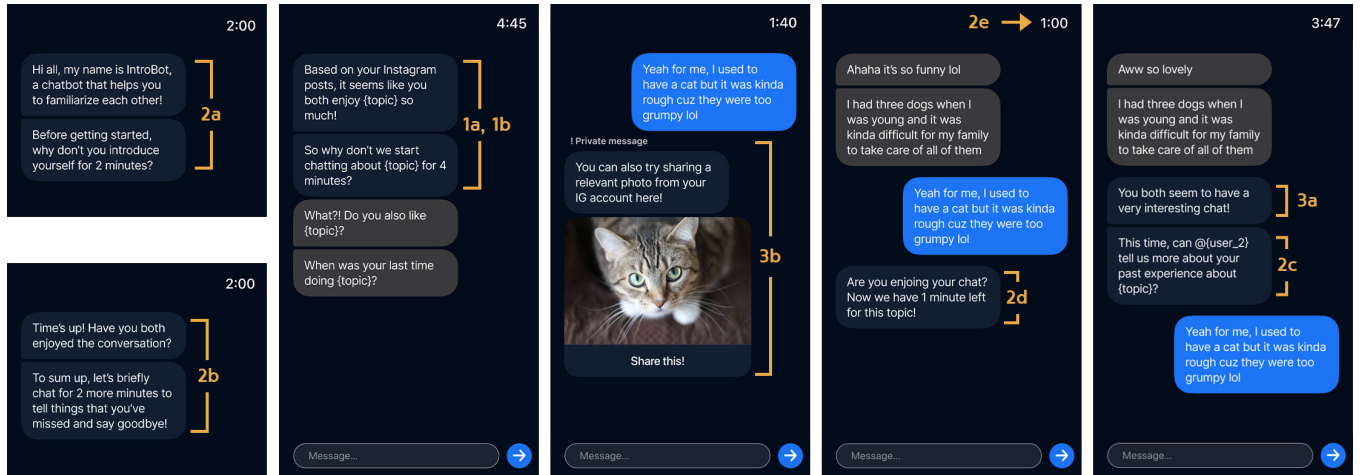 2:00
Hi all, my name is IntroBot,
a chatbot that helps you
to familiarize each other!
2a
Before getting started,
why don't you introduce
yourself for 2 minutes?
2:00
Time's up! Have you both
enjoyed the conversation?
2b
To sum up, let's briefly
chat for 2 more minutes to
tell things that you've
missed and say goodbye!
4:45
Based on your Instagram
posts, it seems like you
both enjoy {topic} so
much!
1a, 1b
So why don't we start
chatting about {topic} for 4
minutes?
What?! Do you also like
{topic}?
When was your last time
doing {topic}?
Message...
1:40
Yeah for me, I used to
have a cat but it was kinda
rough cuz they were too
grumpy lol
! Private message
You can also try sharing a
relevant photo from your
IG account here!
3b
Share this!
Message...
2e
1:00
Ahaha it's so funny lol
I had three dogs when I
was young and it was
kinda difficult for my family
to take care of all of them
Yeah for me, I used to
have a cat but it was kinda
rough cuz they were too
grumpy lol
Are you enjoying your chat?
Now we have 1 minute left
for this topic!
2d
Message...
3:47
Aww so lovely
I had three dogs when I
was young and it was
kinda difficult for my family
to take care of all of them
You both seem to have a
very interesting chat!
3a
This time, can @{user_2}
tell us more about your
past experience about
{topic}?
2c
Yeah for me, I used to
have a cat but it was kinda
rough cuz they were too
grumpy lol
Message...